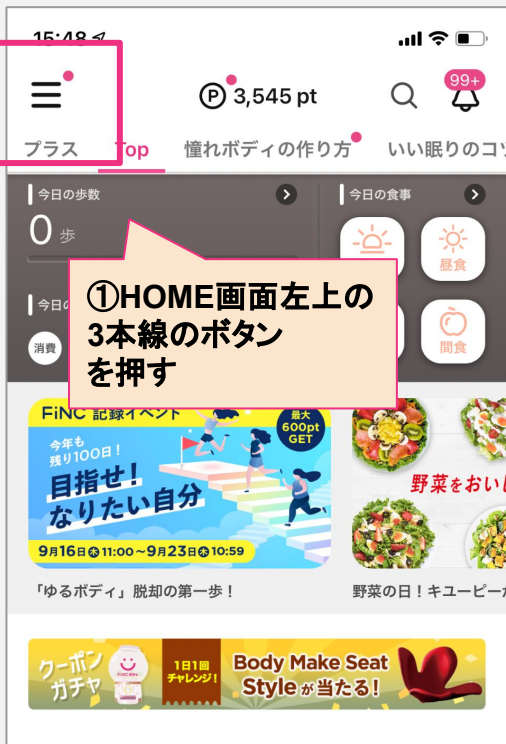 15:48
P 3,545 pt
99+
プラス Top 憧れボディの作り方 いい眠りのコツ
今日の歩数
0 歩
今日の食事
昼食
今日の
消費
間食
①HOME画面左上の
3本線のボタン
を押す
FiNC 記録イベント
最大
600pt
GET
今年も
残り100日!
目指せ!
なりたい自分
9月16日㊍11:00~9月23日㊍10:59
野菜をおいし
「ゆるボディ」脱却の第一歩!
野菜の日!キユーピー
クーポン
ガチャ
FiNC ガチャ
1日1回
チャレンジ!
Body Make Seat
Style が当たる!